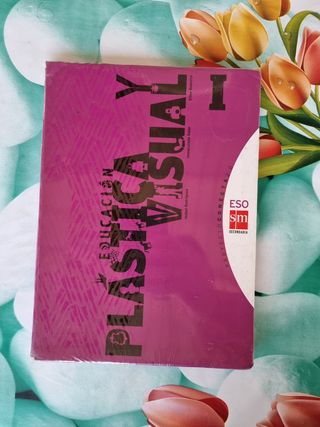 EDUCACIÓN
PLÁSTICA Y
VISUAL
I
ESO
sm
SECUNDARIA